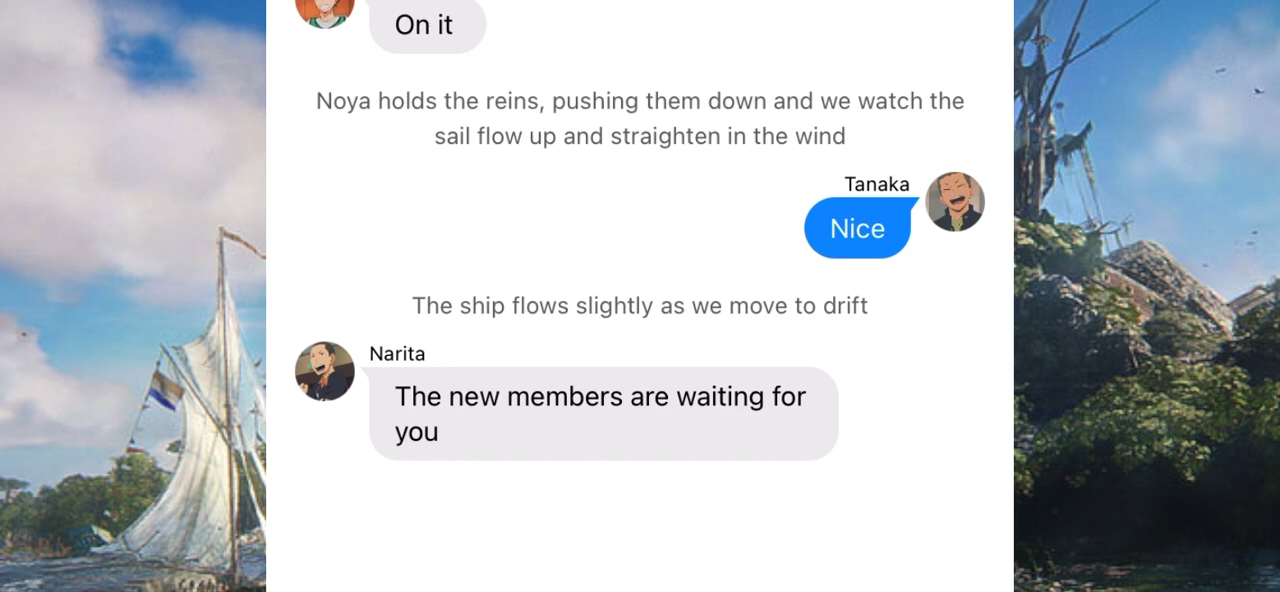 On it
Noya holds the reins, pushing them down and we watch the
sail flow up and straighten in the wind
Tanaka
Nice
The ship flows slightly as we move to drift
Narita
The new members are waiting for
you